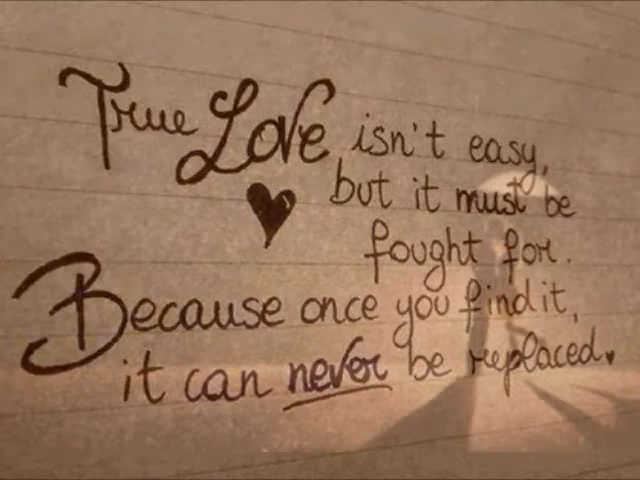 True Love isn't easy,
but it must be
fought for.
Because once you find it,
it can never be replaced.